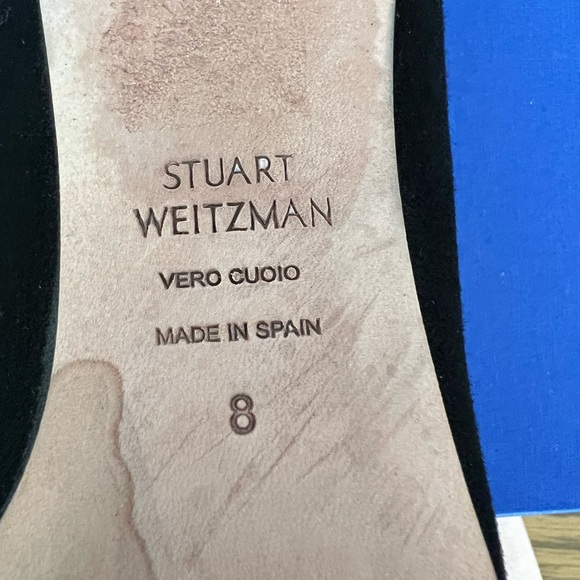 STUART
WEITZMAN
VERO CUOIO
MADE IN SPAIN
8